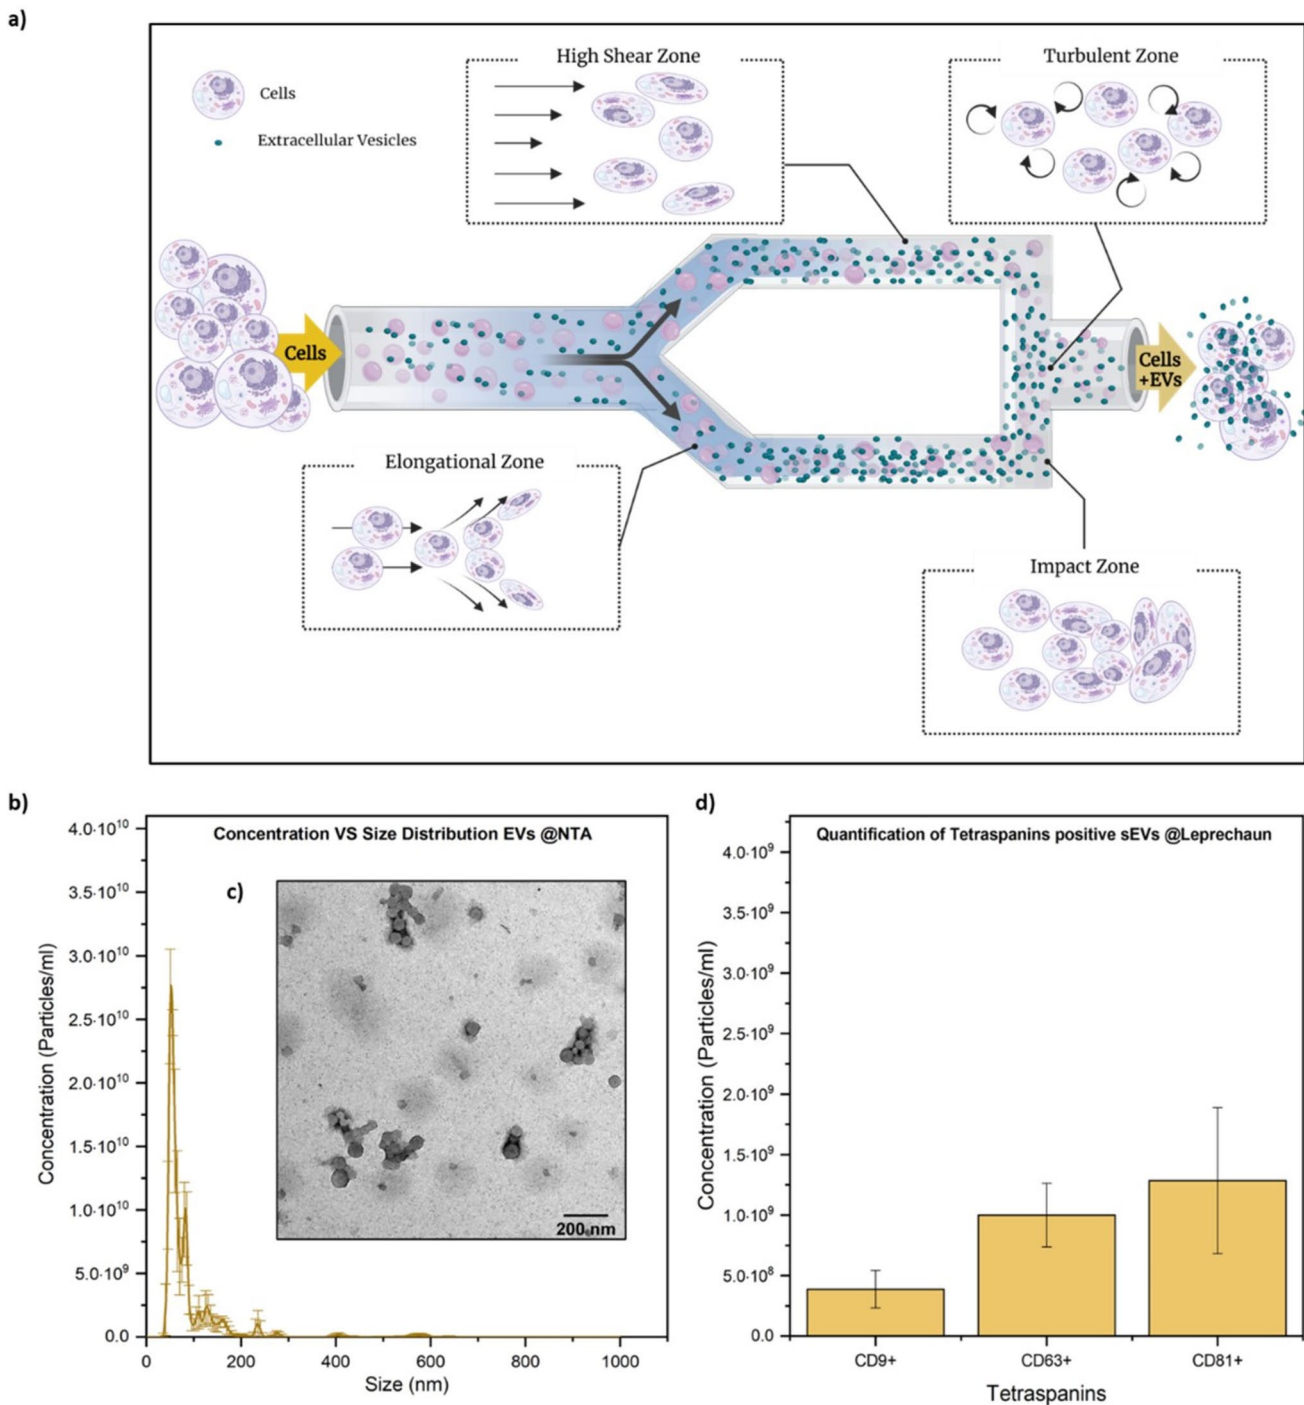 a)
High Shear Zone
Turbulent Zone
Cells
Extracellular Vesicles
Cells
Cells
+EVs
Elongational Zone
Impact Zone
b)
Concentration VS Size Distribution EVs @NTA
c)
Concentration (Particles/ml)
4.0·10¹⁰
3.5·10¹⁰
3.0·10¹⁰
2.5·10¹⁰
2.0·10¹⁰
1.5·10¹⁰
1.0·10¹⁰
5.0·10⁹
0.0
200 nm
0 200 400 600 800 1000
Size (nm)
d)
Quantification of Tetraspanins positive sEVs @Leprechaun
Concentration (Particles/ml)
4.0·10⁹
3.5·10⁹
3.0·10⁹
2.5·10⁹
2.0·10⁹
1.5·10⁹
1.0·10⁹
5.0·10⁸
0.0
CD9+ CD63+ CD81+
Tetraspanins